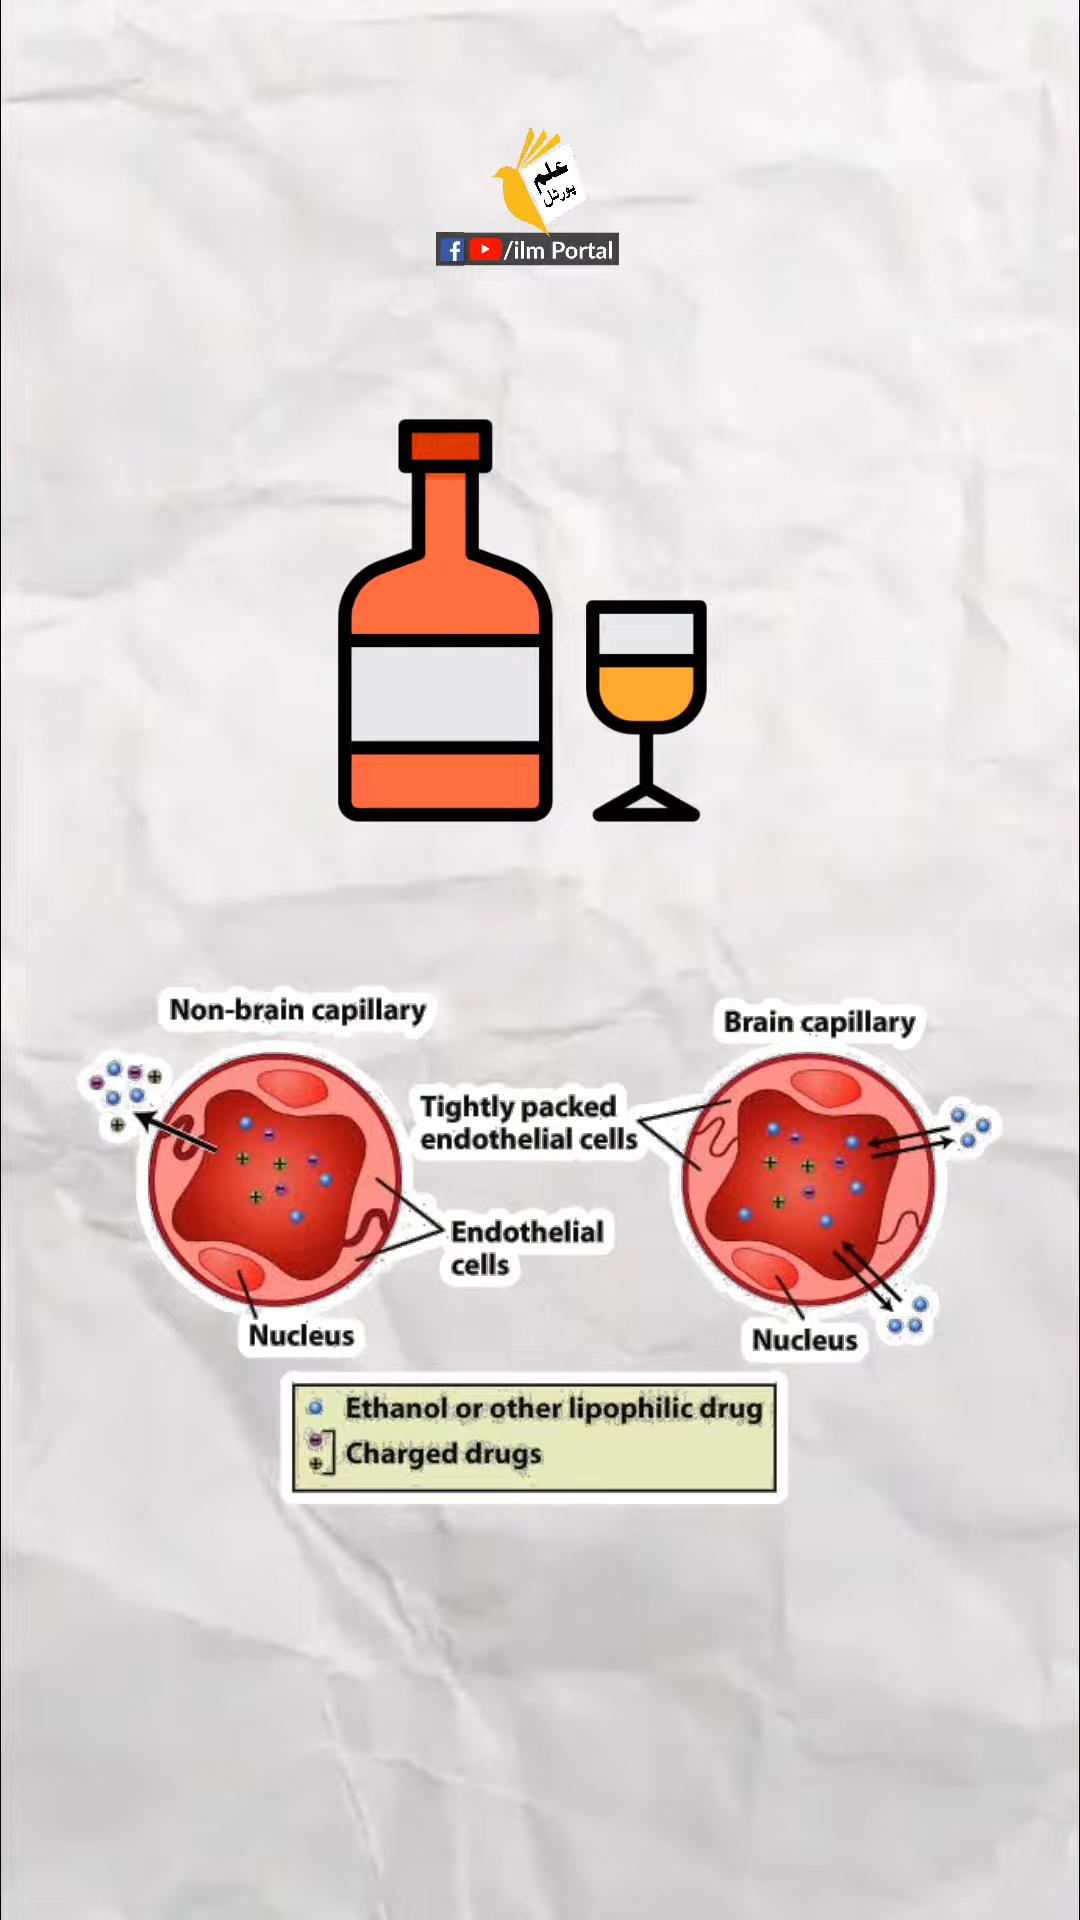 علم
پورٹل
/ilm Portal
Non-brain capillary
Brain capillary
Tightly packed
endothelial cells
Endothelial
cells
Nucleus
Nucleus
Ethanol or other lipophilic drug
Charged drugs